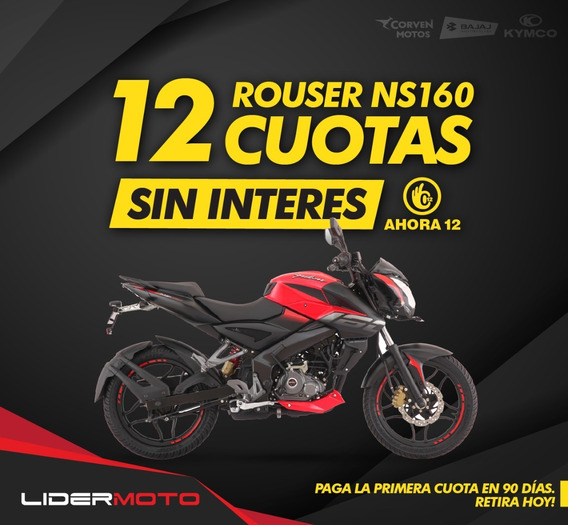 CORVEN
MOTOS
BAJAJ
KYMCO
12
ROUSER NS160
CUOTAS
SIN INTERES
12
AHORA 12
LIDERMOTO
PAGA LA PRIMERA CUOTA EN 90 DÍAS.
RETIRA HOY!